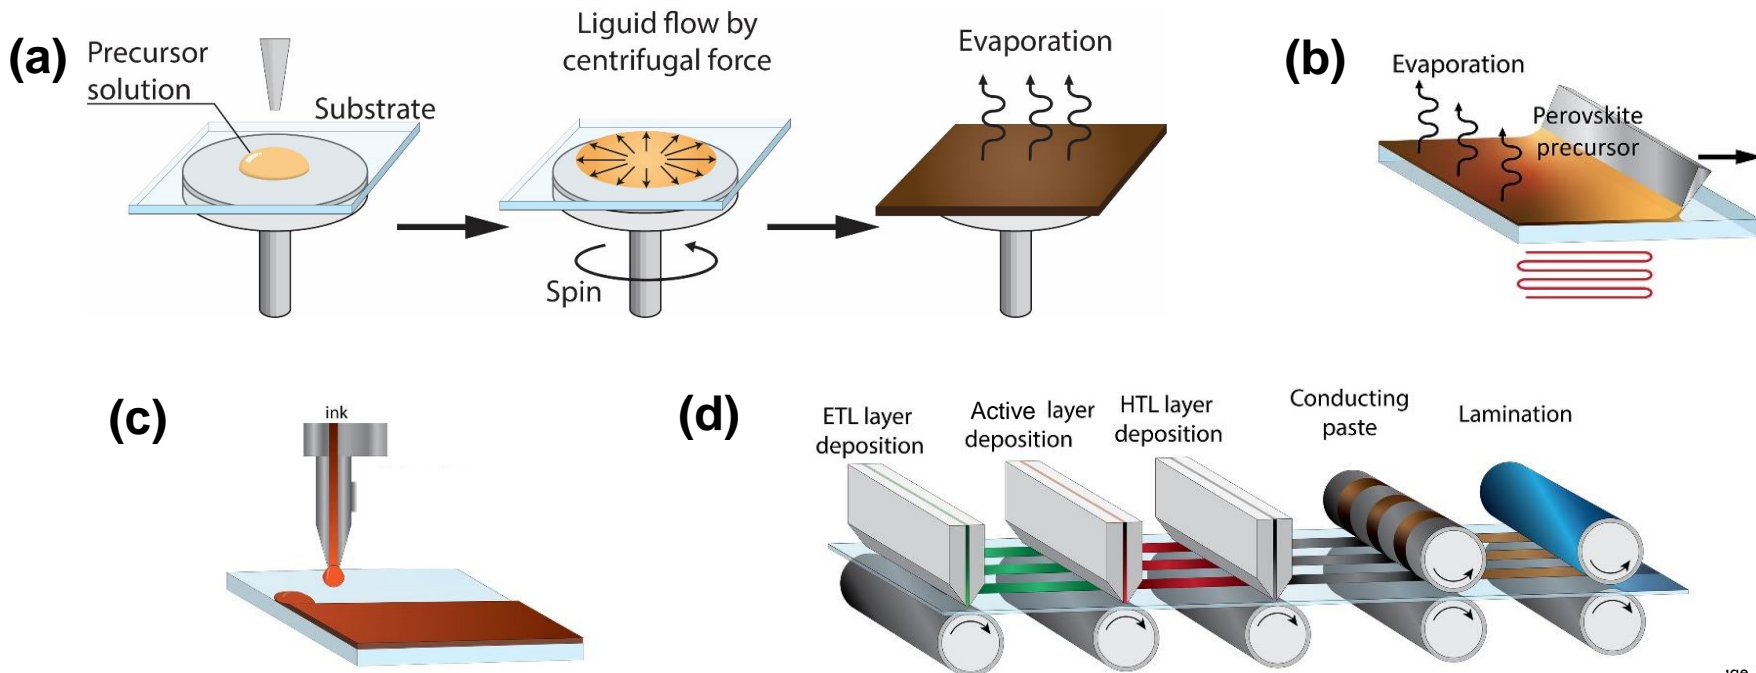 (a)
Precursor
solution
Substrate
Liguid flow by
centrifugal force
Spin
Evaporation
(b)
Evaporation
Perovskite
precursor
(c)
ink
(d)
ETL layer
deposition
Active layer
deposition
HTL layer
deposition
Conducting
paste
Lamination